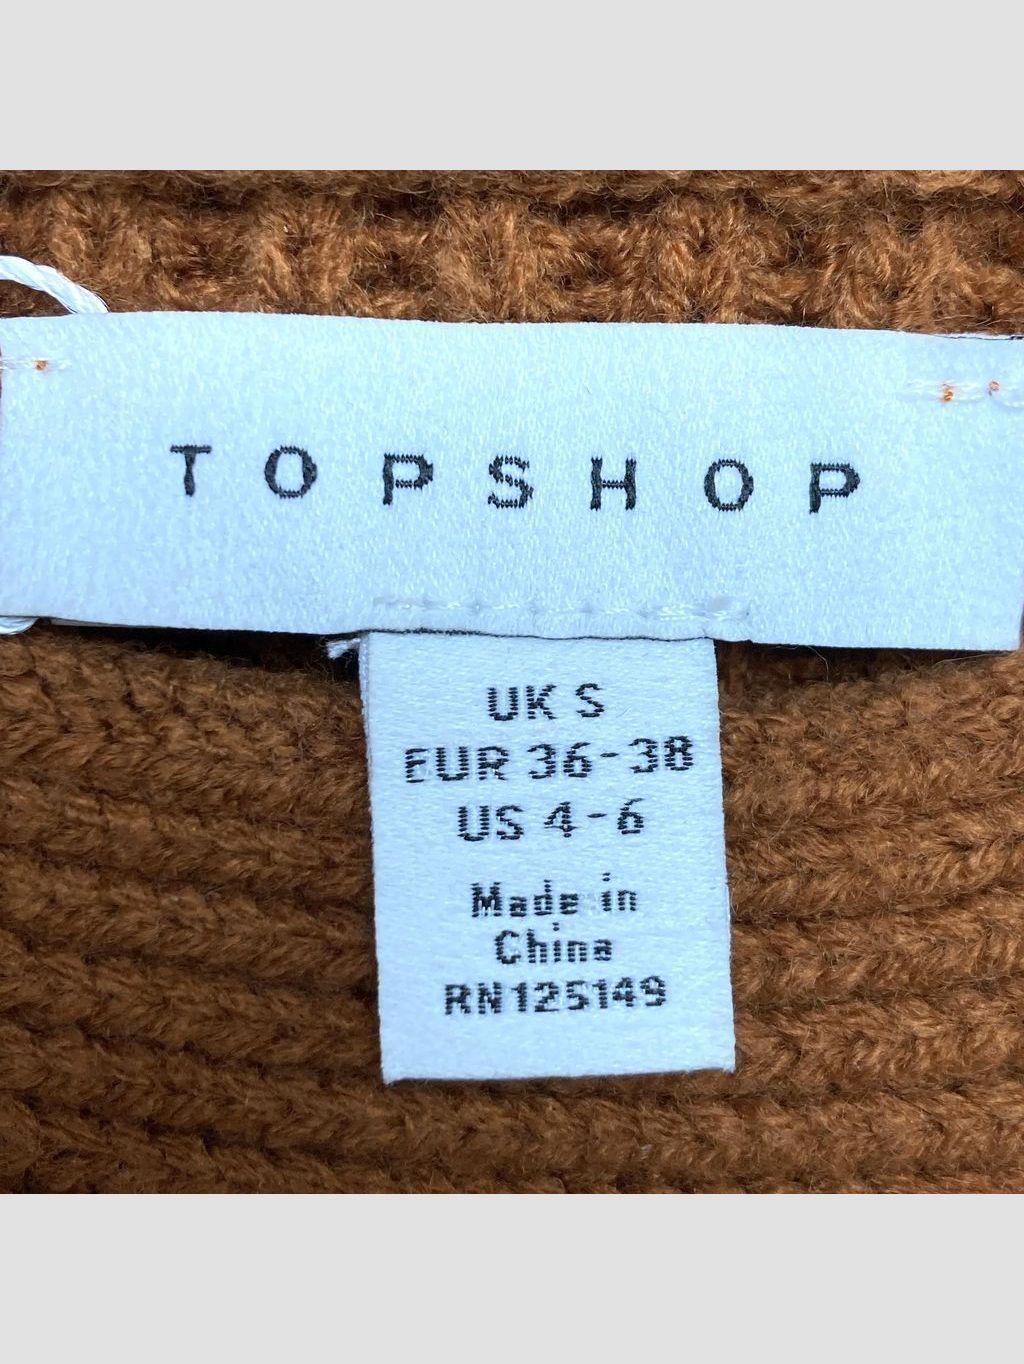 TOPSHOP
UK S
EUR 36-38
US 4-6
Made in
China
RN125149